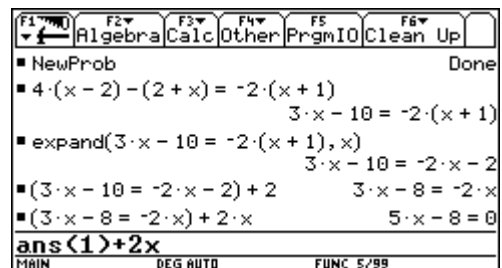 F1 F2 Algebra F3 Calc F4 Other F5 PrgmIO F6 Clean Up
▪ NewProb Done
▪ 4·(x − 2) − (2 + x) = ⁻2·(x + 1)
3·x − 10 = ⁻2·(x + 1)
▪ expand(3·x − 10 = ⁻2·(x + 1), x)
3·x − 10 = ⁻2·x − 2
▪ (3·x − 10 = ⁻2·x − 2) + 2 3·x − 8 = ⁻2·x
▪ (3·x − 8 = ⁻2·x) + 2·x 5·x − 8 = 0
ans(1)+2x
MAIN DEG AUTO FUNC 5/99